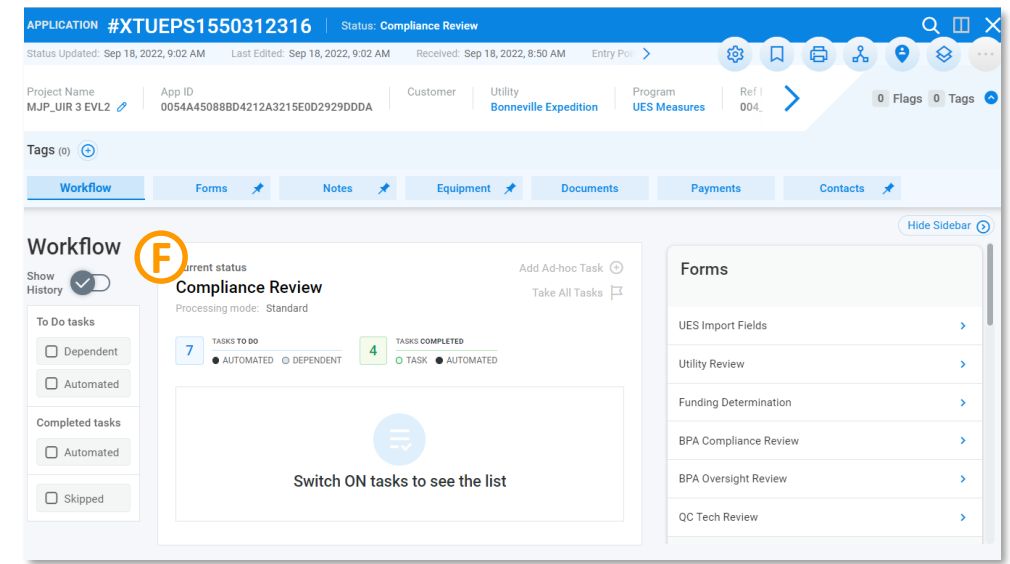 APPLICATION #XTUEPS1550312316 Status: Compliance Review
Status Updated: Sep 18, 2022, 9:02 AM Last Edited: Sep 18, 2022, 9:02 AM Received: Sep 18, 2022, 8:50 AM Entry
Project Name App ID Customer Utility Program Ref
MJP_UIR 3 EVL2 0054A45088BD4212A3215E0D2929DDDA Bonneville Expedition UES Measures 004_
0 Flags 0 Tags
Tags (0)
Workflow Forms Notes Equipment Documents Payments Contacts
Hide Sidebar
Workflow
Show
History
To Do tasks
Dependent
Automated
Completed tasks
Automated
Skipped
F
Current status
Compliance Review
Processing mode: Standard
Add Ad-hoc Task
Take All Tasks
7 TASKS TO DO
AUTOMATED DEPENDENT
4 TASKS COMPLETED
TASK AUTOMATED
Switch ON tasks to see the list
Forms
UES Import Fields
Utility Review
Funding Determination
BPA Compliance Review
BPA Oversight Review
QC Tech Review